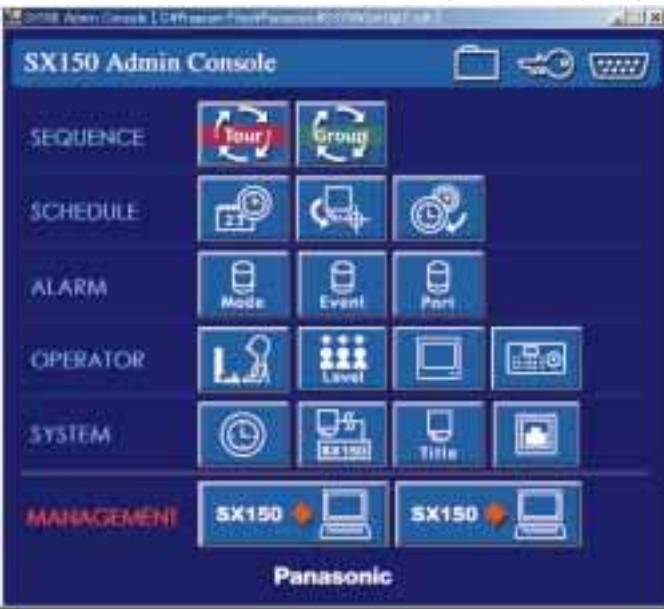 SX150 Admin Console
SEQUENCE
Tour
Group
SCHEDULE
23
ALARM
Mode
Event
Port
OPERATOR
Level
SYSTEM
SX150
Title
MANAGEMENT
SX150
SX150
Panasonic